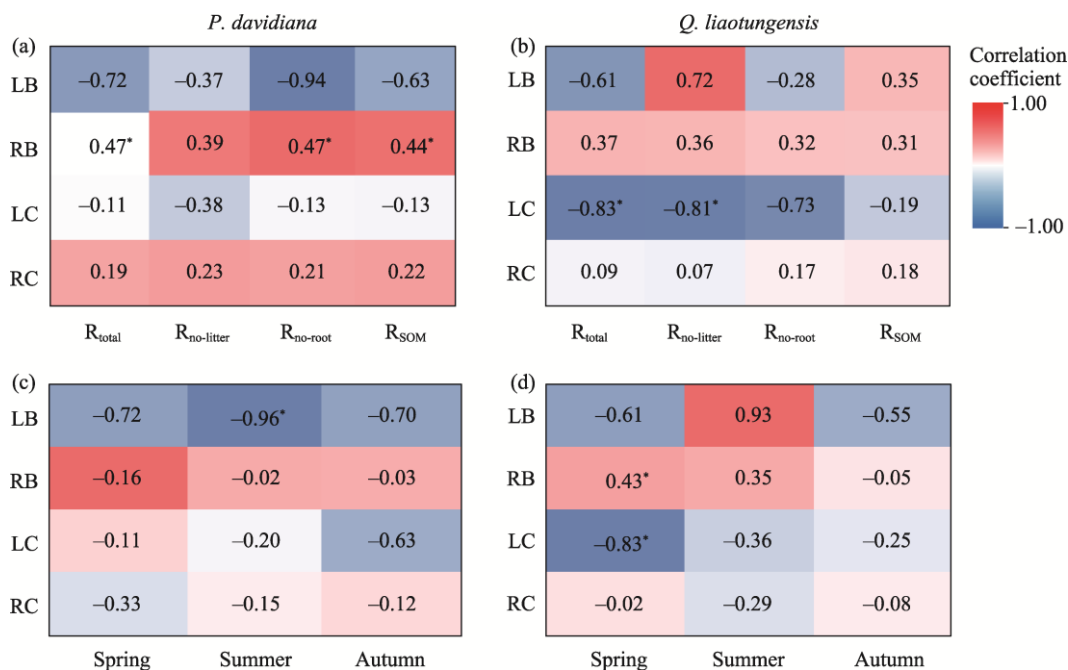 P. davidiana
Q. liaotungensis
(a)
LB −0.72 −0.37 −0.94 −0.63
RB 0.47* 0.39 0.47* 0.44*
LC −0.11 −0.38 −0.13 −0.13
RC 0.19 0.23 0.21 0.22
Rtotal Rno-litter Rno-root RSOM
(b)
LB −0.61 0.72 −0.28 0.35
RB 0.37 0.36 0.32 0.31
LC −0.83* −0.81* −0.73 −0.19
RC 0.09 0.07 0.17 0.18
Rtotal Rno-litter Rno-root RSOM
Correlation
coefficient
1.00
−1.00
(c)
LB −0.72 −0.96* −0.70
RB −0.16 −0.02 −0.03
LC −0.11 −0.20 −0.63
RC −0.33 −0.15 −0.12
Spring Summer Autumn
(d)
LB −0.61 0.93 −0.55
RB 0.43* 0.35 −0.05
LC −0.83* −0.36 −0.25
RC −0.02 −0.29 −0.08
Spring Summer Autumn